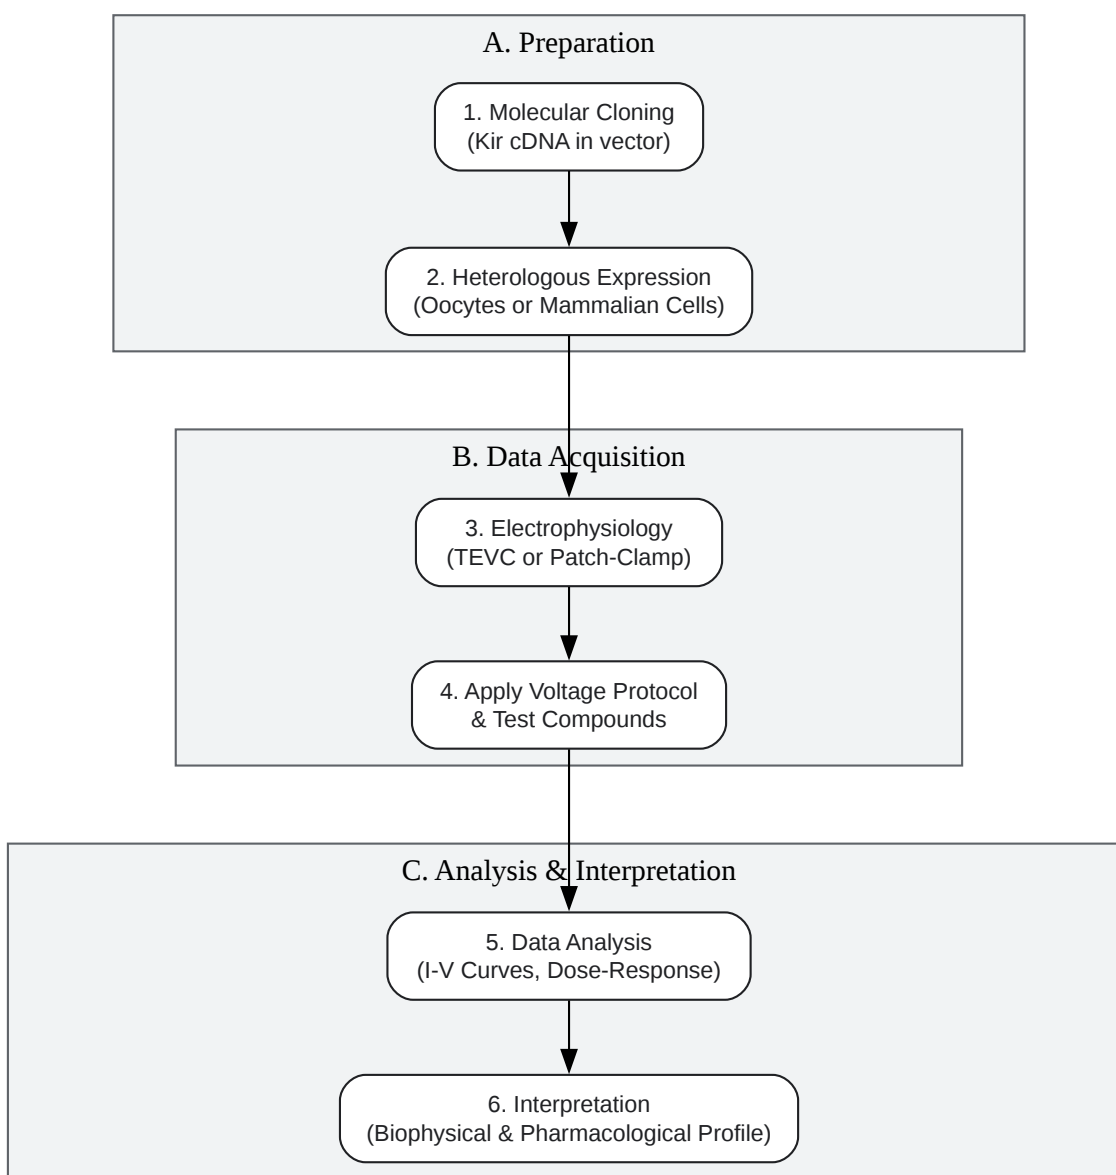 A. Preparation
1. Molecular Cloning
(Kir cDNA in vector)
2. Heterologous Expression
(Oocytes or Mammalian Cells)
B. Data Acquisition
3. Electrophysiology
(TEVC or Patch-Clamp)
4. Apply Voltage Protocol
& Test Compounds
C. Analysis & Interpretation
5. Data Analysis
(I-V Curves, Dose-Response)
6. Interpretation
(Biophysical & Pharmacological Profile)